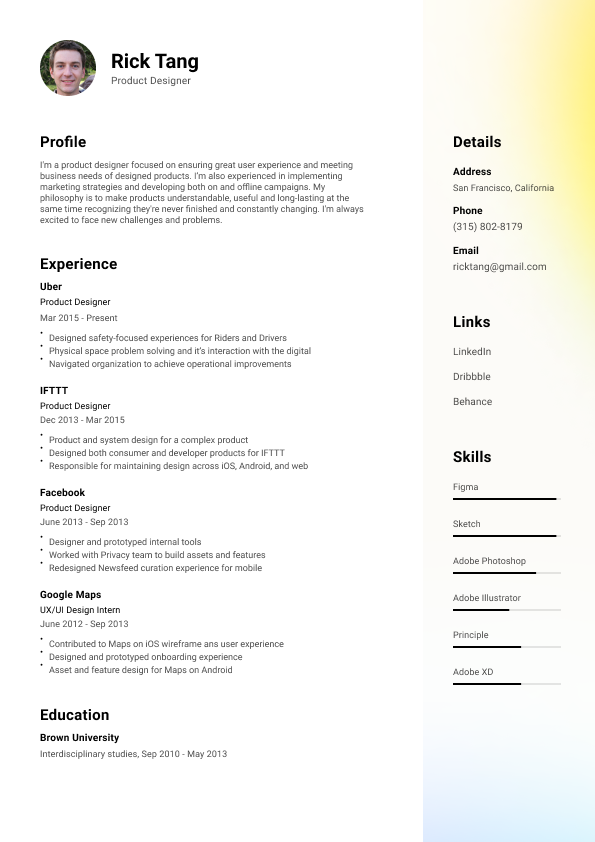 Rick Tang
Product Designer
Profile
I'm a product designer focused on ensuring great user experience and meeting
business needs of designed products. I'm also experienced in implementing
marketing strategies and developing both on and offline campaigns. My
philosophy is to make products understandable, useful and long-lasting at the
same time recognizing they're never finished and constantly changing. I'm always
excited to face new challenges and problems.
Experience
Uber
Product Designer
Mar 2015 - Present
• Designed safety-focused experiences for Riders and Drivers
• Physical space problem solving and it's interaction with the digital
• Navigated organization to achieve operational improvements
IFTTT
Product Designer
Dec 2013 - Mar 2015
• Product and system design for a complex product
• Designed both consumer and developer products for IFTTT
• Responsible for maintaining design across iOS, Android, and web
Facebook
Product Designer
June 2013 - Sep 2013
• Designer and prototyped internal tools
• Worked with Privacy team to build assets and features
• Redesigned Newsfeed curation experience for mobile
Google Maps
UX/UI Design Intern
June 2012 - Sep 2013
• Contributed to Maps on iOS wireframe ans user experience
• Designed and prototyped onboarding experience
• Asset and feature design for Maps on Android
Education
Brown University
Interdisciplinary studies, Sep 2010 - May 2013
Details
Address
San Francisco, California
Phone
(315) 802-8179
Email
ricktang@gmail.com
Links
LinkedIn
Dribbble
Behance
Skills
Figma
Sketch
Adobe Photoshop
Adobe Illustrator
Principle
Adobe XD